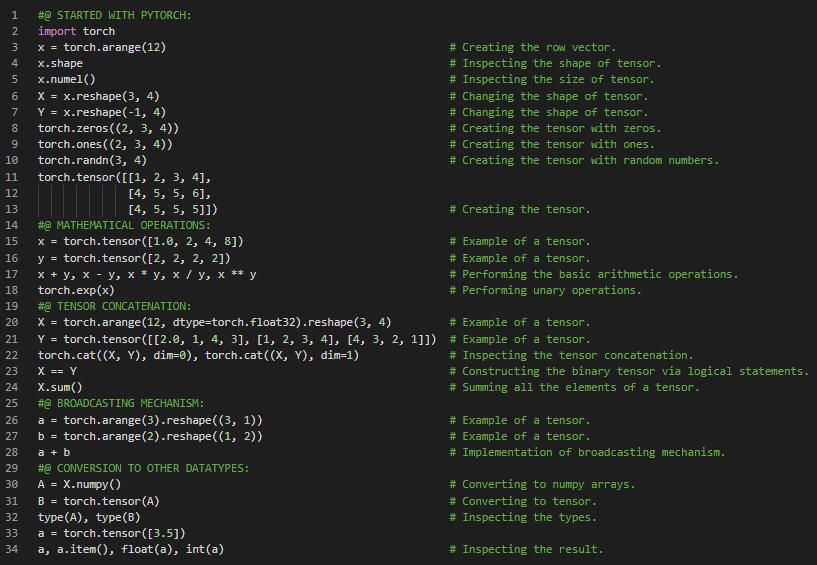 1 #@ STARTED WITH PYTORCH:
2 import torch
3 x = torch.arange(12) # Creating the row vector.
4 x.shape # Inspecting the shape of tensor.
5 x.numel() # Inspecting the size of tensor.
6 X = x.reshape(3, 4) # Changing the shape of tensor.
7 Y = x.reshape(-1, 4) # Changing the shape of tensor.
8 torch.zeros((2, 3, 4)) # Creating the tensor with zeros.
9 torch.ones((2, 3, 4)) # Creating the tensor with ones.
10 torch.randn(3, 4) # Creating the tensor with random numbers.
11 torch.tensor([[1, 2, 3, 4],
12 [4, 5, 5, 6],
13 [4, 5, 5, 5]]) # Creating the tensor.
14 #@ MATHEMATICAL OPERATIONS:
15 x = torch.tensor([1.0, 2, 4, 8]) # Example of a tensor.
16 y = torch.tensor([2, 2, 2, 2]) # Example of a tensor.
17 x + y, x - y, x * y, x / y, x ** y # Performing the basic arithmetic operations.
18 torch.exp(x) # Performing unary operations.
19 #@ TENSOR CONCATENATION:
20 X = torch.arange(12, dtype=torch.float32).reshape(3, 4) # Example of a tensor.
21 Y = torch.tensor([[2.0, 1, 4, 3], [1, 2, 3, 4], [4, 3, 2, 1]]) # Example of a tensor.
22 torch.cat((X, Y), dim=0), torch.cat((X, Y), dim=1) # Inspecting the tensor concatenation.
23 X == Y # Constructing the binary tensor via logical statements.
24 X.sum() # Summing all the elements of a tensor.
25 #@ BROADCASTING MECHANISM:
26 a = torch.arange(3).reshape((3, 1)) # Example of a tensor.
27 b = torch.arange(2).reshape((1, 2)) # Example of a tensor.
28 a + b # Implementation of broadcasting mechanism.
29 #@ CONVERSION TO OTHER DATATYPES:
30 A = X.numpy() # Converting to numpy arrays.
31 B = torch.tensor(A) # Converting to tensor.
32 type(A), type(B) # Inspecting the types.
33 a = torch.tensor([3.5])
34 a, a.item(), float(a), int(a) # Inspecting the result.